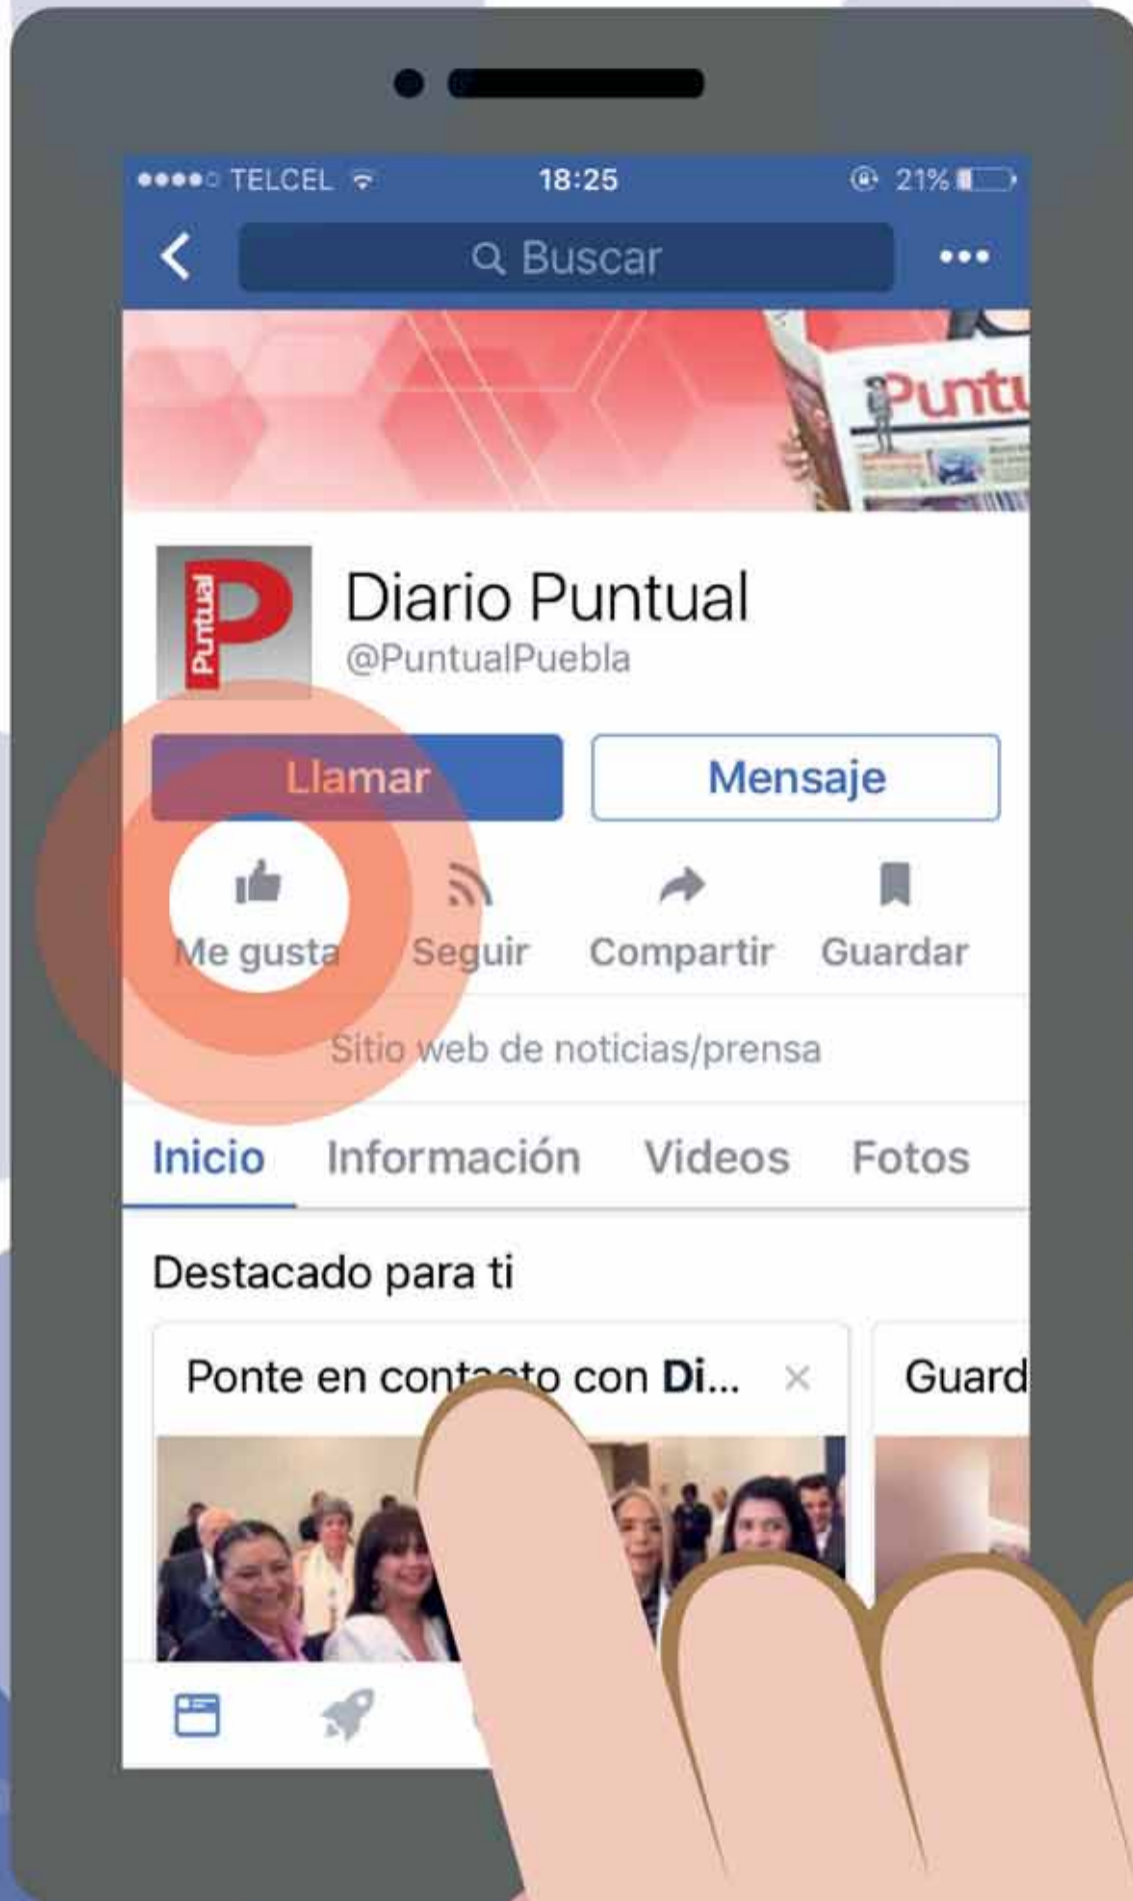 TELCEL 18:25 21%
Buscar
Puntu
Puntual
Diario Puntual
@PuntualPuebla
Llamar Mensaje
Me gusta Seguir Compartir Guardar
Sitio web de noticias/prensa
Inicio Información Videos Fotos
Destacado para ti
Ponte en contacto con Di... Guard